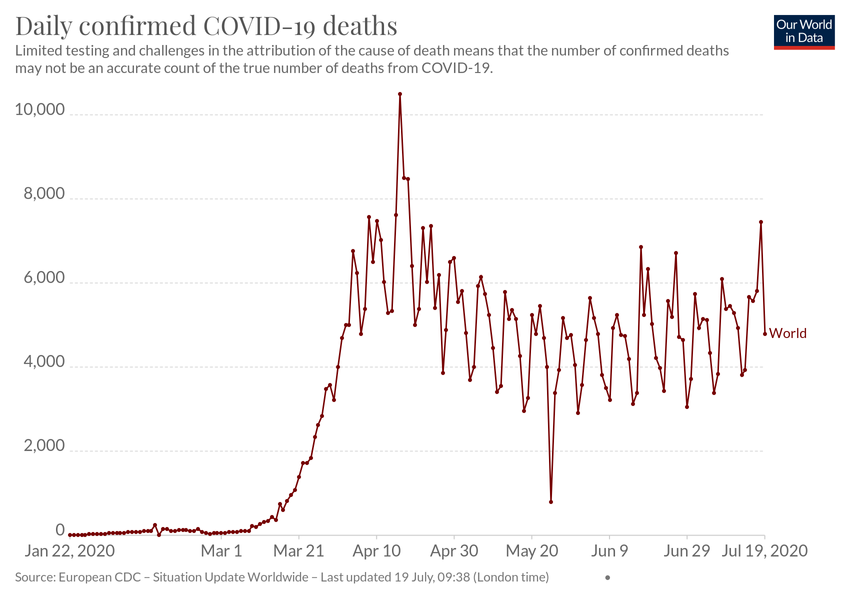 Daily confirmed COVID-19 deaths
Our World
in Data
Limited testing and challenges in the attribution of the cause of death means that the number of confirmed deaths
may not be an accurate count of the true number of deaths from COVID-19.
10,000
8,000
6,000
4,000
2,000
0
World
Jan 22, 2020 Mar 1 Mar 21 Apr 10 Apr 30 May 20 Jun 9 Jun 29 Jul 19, 2020
Source: European CDC – Situation Update Worldwide – Last updated 19 July, 09:38 (London time) •